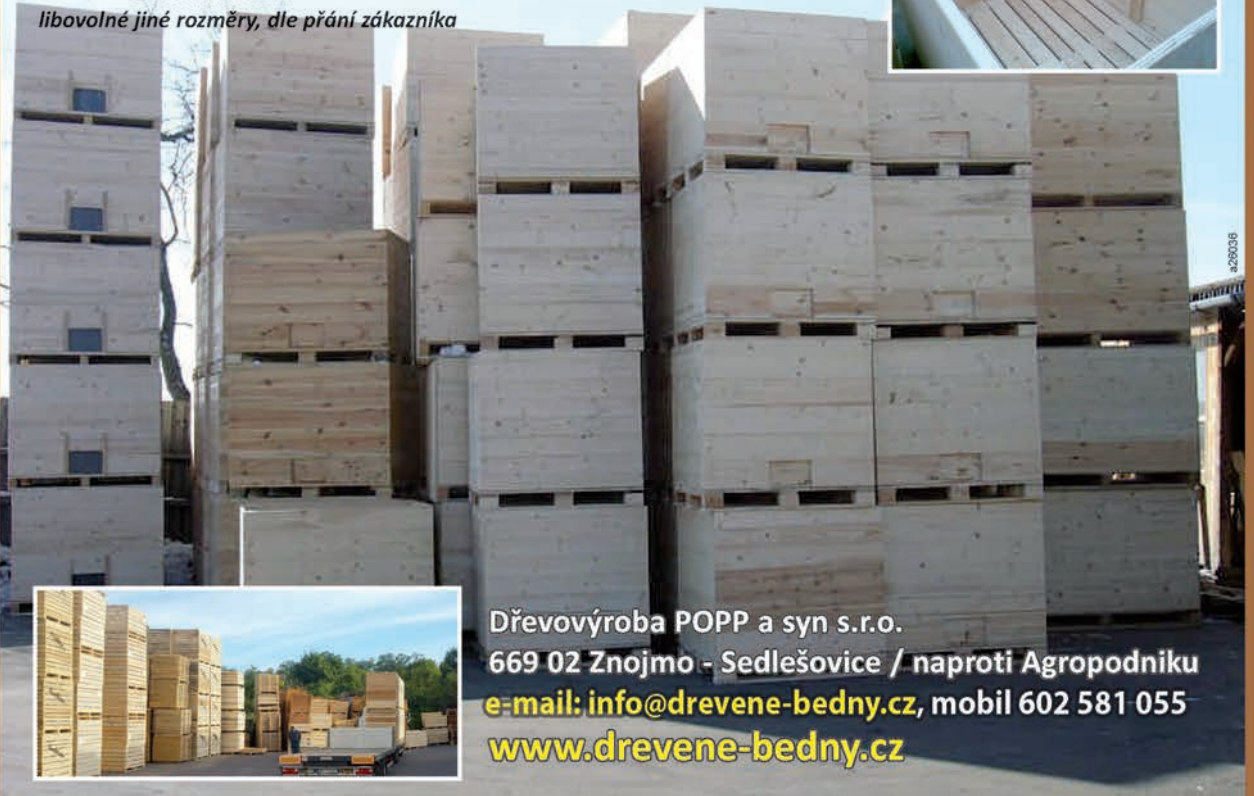 libovolné jiné rozměry, dle přání zákazníka
a26036
Dřevovýroba POPP a syn s.r.o.
669 02 Znojmo - Sedlešovice / naproti Agropodniku
e-mail: info@drevene-bedny.cz, mobil 602 581 055
www.drevene-bedny.cz